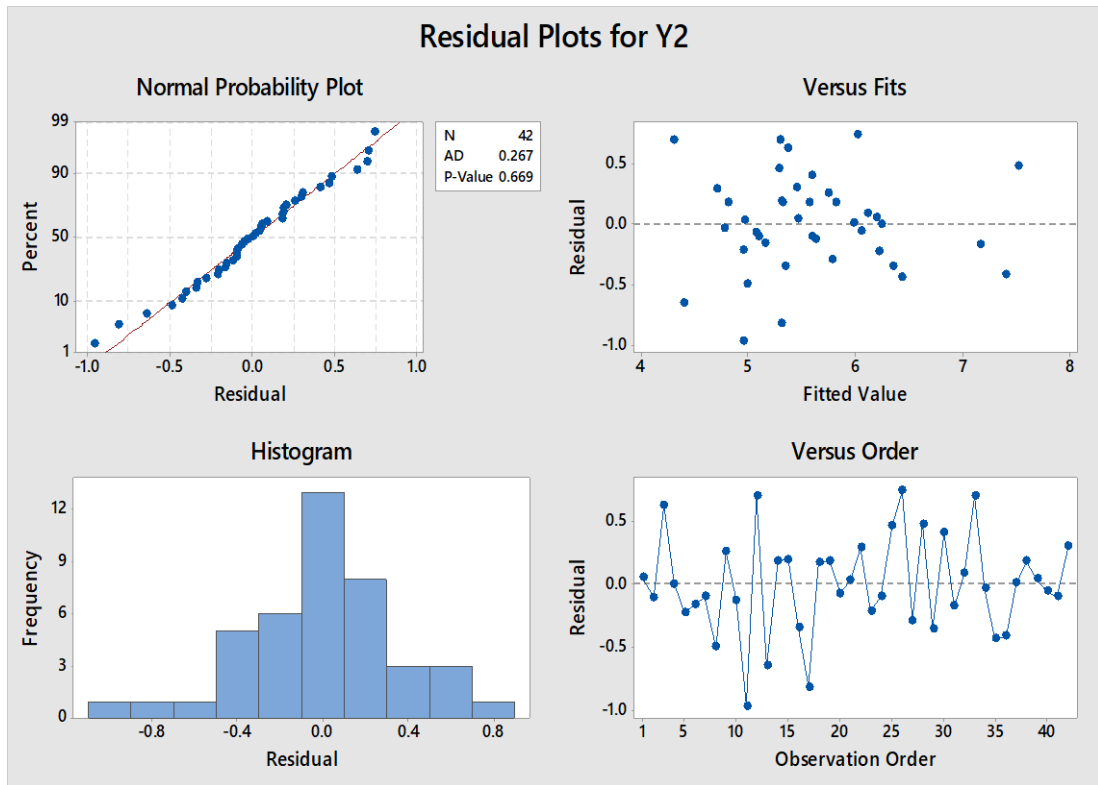 Residual Plots for Y2
Normal Probability Plot
99
90
50
10
1
-1.0 -0.5 0.0 0.5 1.0
Percent
Residual
N 42
AD 0.267
P-Value 0.669
Versus Fits
0.5
0.0
-0.5
-1.0
4 5 6 7 8
Residual
Fitted Value
Histogram
12
9
6
3
0
-0.8 -0.4 0.0 0.4 0.8
Frequency
Residual
Versus Order
0.5
0.0
-0.5
-1.0
1 5 10 15 20 25 30 35 40
Residual
Observation Order